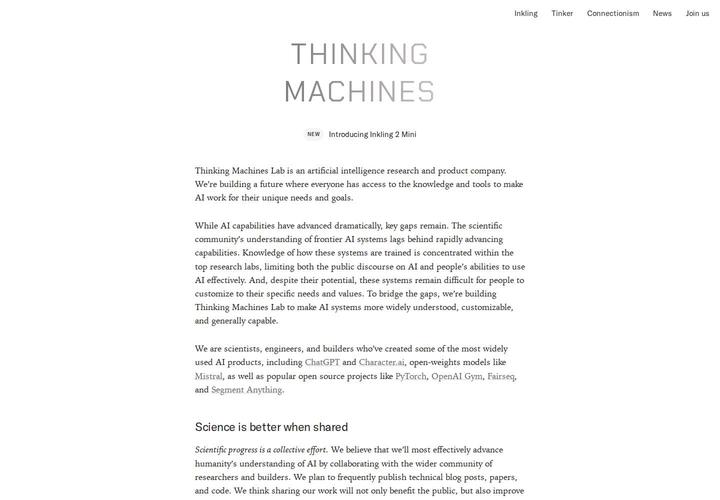 Inkling Tinker Connectionism News Join us
THINKING
MACHINES
NEW Introducing Inkling 2 Mini
Thinking Machines Lab is an artificial intelligence research and product company.
We're building a future where everyone has access to the knowledge and tools to make
AI work for their unique needs and goals.
While AI capabilities have advanced dramatically, key gaps remain. The scientific
community's understanding of frontier AI systems lags behind rapidly advancing
capabilities. Knowledge of how these systems are trained is concentrated within the
top research labs, limiting both the public discourse on AI and people's abilities to use
AI effectively. And, despite their potential, these systems remain difficult for people to
customize to their specific needs and values. To bridge the gaps, we're building
Thinking Machines Lab to make AI systems more widely understood, customizable,
and generally capable.
We are scientists, engineers, and builders who've created some of the most widely
used AI products, including ChatGPT and Character.ai, open-weights models like
Mistral, as well as popular open source projects like PyTorch, OpenAI Gym, Fairseq,
and Segment Anything.
Science is better when shared
Scientific progress is a collective effort. We believe that we'll most effectively advance
humanity's understanding of AI by collaborating with the wider community of
researchers and builders. We plan to frequently publish technical blog posts, papers,
and code. We think sharing our work will not only benefit the public, but also improve